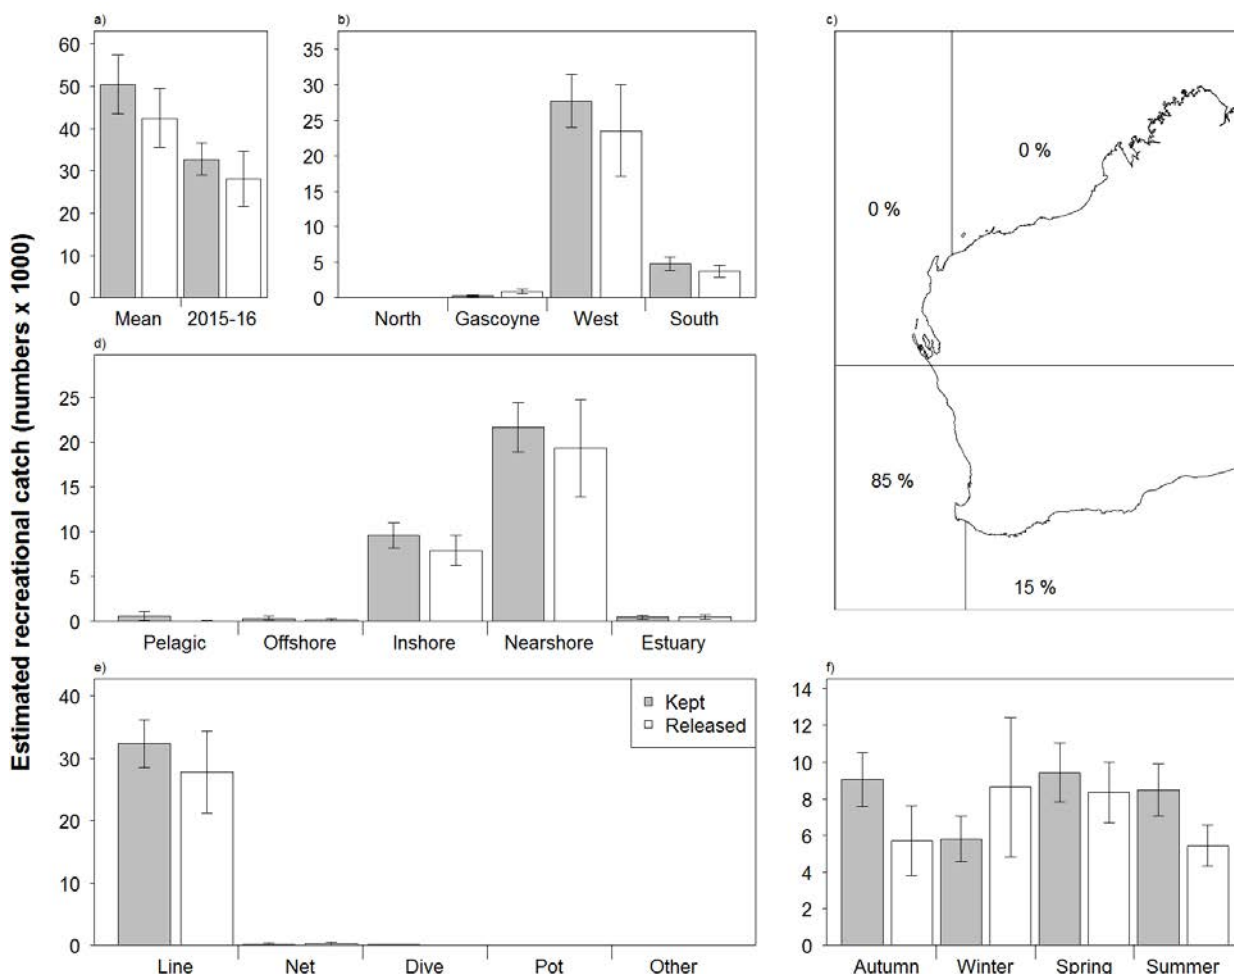 Estimated recreational catch (numbers x 1000)
a)
60
50
40
30
20
10
0
Mean 2015-16
b)
35
30
25
20
15
10
5
0
North Gascoyne West South
c)
0 %
0 %
85 %
15 %
d)
25
20
15
10
5
0
Pelagic Offshore Inshore Nearshore Estuary
e)
40
30
20
10
0
Kept
Released
Line Net Dive Pot Other
f)
14
12
10
8
6
4
2
0
Autumn Winter Spring Summer